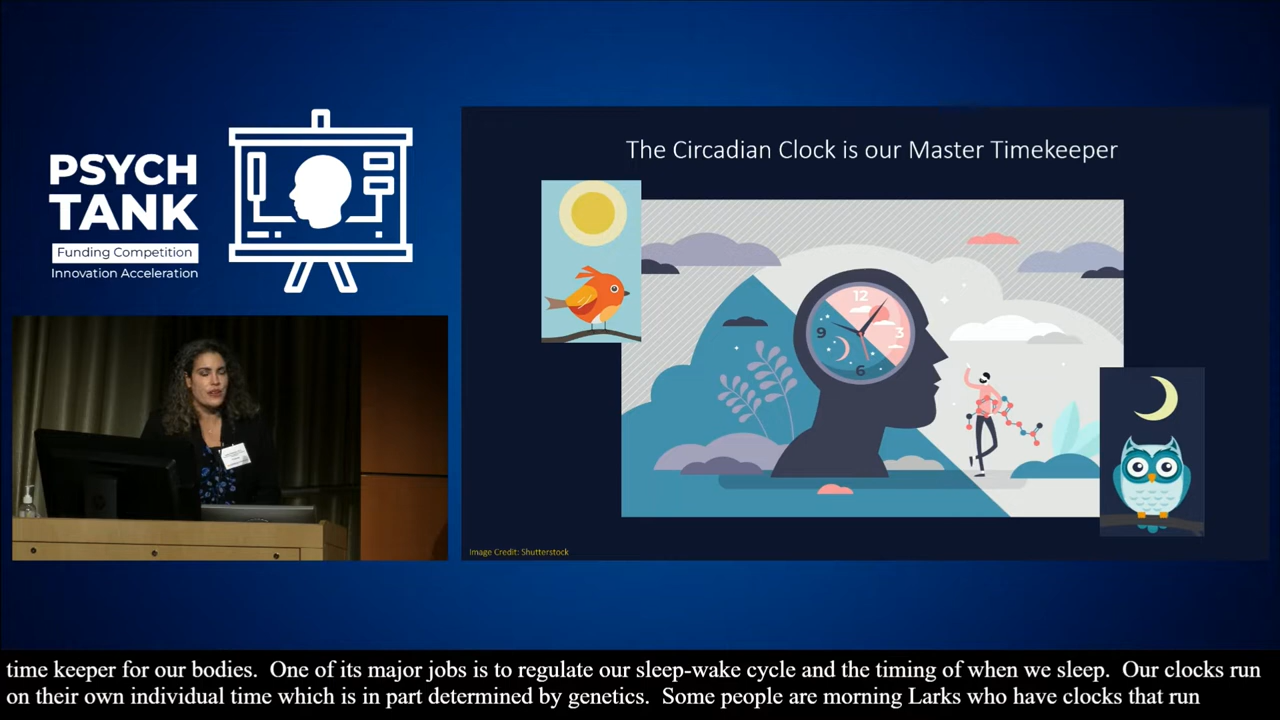 PSYCH
TANK
Funding Competition
Innovation Acceleration
The Circadian Clock is our Master Timekeeper
12
9
3
6
Image Credit: Shutterstock
time keeper for our bodies.  One of its major jobs is to regulate our sleep-wake cycle and the timing of when we sleep.  Our clocks run
on their own individual time which is in part determined by genetics.  Some people are morning Larks who have clocks that run